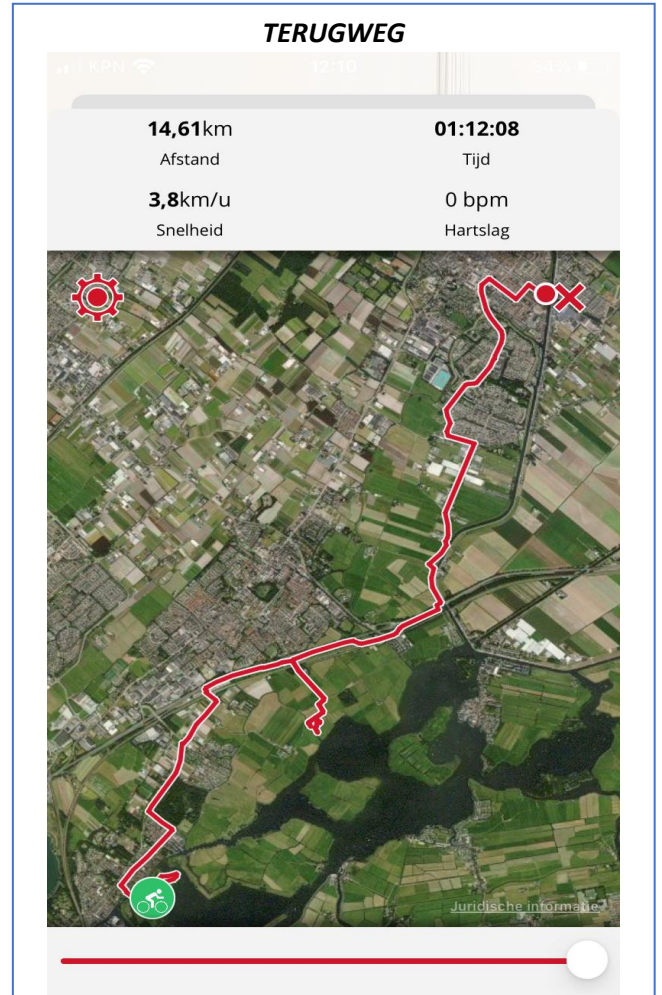 TERUGWEG
KPN
12:10
14,61km
01:12:08
Afstand
Tijd
3,8km/u
0 bpm
Snelheid
Hartslag
Juridische informatie